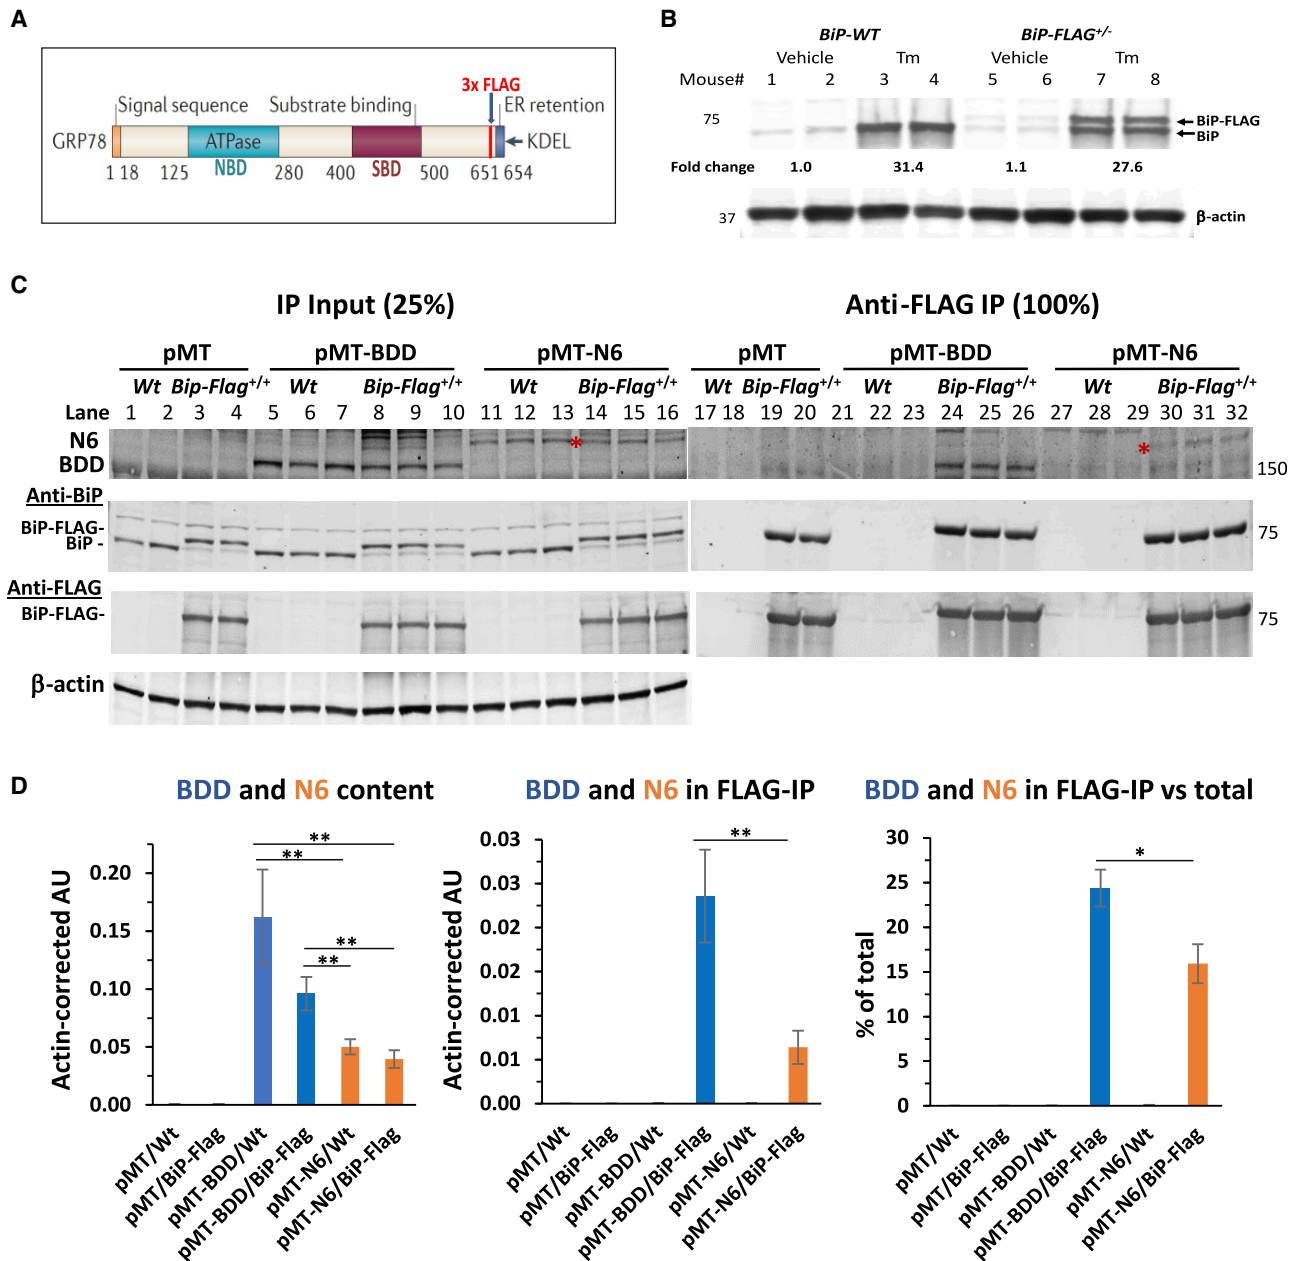 A
3x FLAG
Signal sequence
Substrate binding
ER retention
GRP78
ATPase
KDEL
NBD
SBD
1 18 125 280 400 500 651 654
B
BiP-WT
BiP-FLAG+/-
Vehicle Tm Vehicle Tm
Mouse# 1 2 3 4 5 6 7 8
75
BiP-FLAG
BiP
Fold change 1.0 31.4 1.1 27.6
37
β-actin
C
IP Input (25%)
Anti-FLAG IP (100%)
pMT pMT-BDD pMT-N6 pMT pMT-BDD pMT-N6
Wt Bip-Flag+/+ Wt Bip-Flag+/+ Wt Bip-Flag+/+ Wt Bip-Flag+/+ Wt Bip-Flag+/+ Wt Bip-Flag+/+
Lane 1 2 3 4 5 6 7 8 9 10 11 12 13 14 15 16 17 18 19 20 21 22 23 24 25 26 27 28 29 30 31 32
N6
*
*
BDD
150
Anti-BiP
BiP-FLAG-
BiP -
75
Anti-FLAG
BiP-FLAG-
75
β-actin
D
BDD and N6 content
Actin-corrected AU
0.20
0.15
0.10
0.05
0.00
**
**
**
**
pMT/Wt
pMT/BiP-Flag
pMT-BDD/Wt
pMT-BDD/BiP-Flag
pMT-N6/Wt
pMT-N6/BiP-Flag
BDD and N6 in FLAG-IP
Actin-corrected AU
0.03
0.03
0.02
0.02
0.01
0.01
0.00
**
pMT/Wt
pMT/BiP-Flag
pMT-BDD/Wt
pMT-BDD/BiP-Flag
pMT-N6/Wt
pMT-N6/BiP-Flag
BDD and N6 in FLAG-IP vs total
% of total
30
25
20
15
10
5
0
*
pMT/Wt
pMT/BiP-Flag
pMT-BDD/Wt
pMT-BDD/BiP-Flag
pMT-N6/Wt
pMT-N6/BiP-Flag